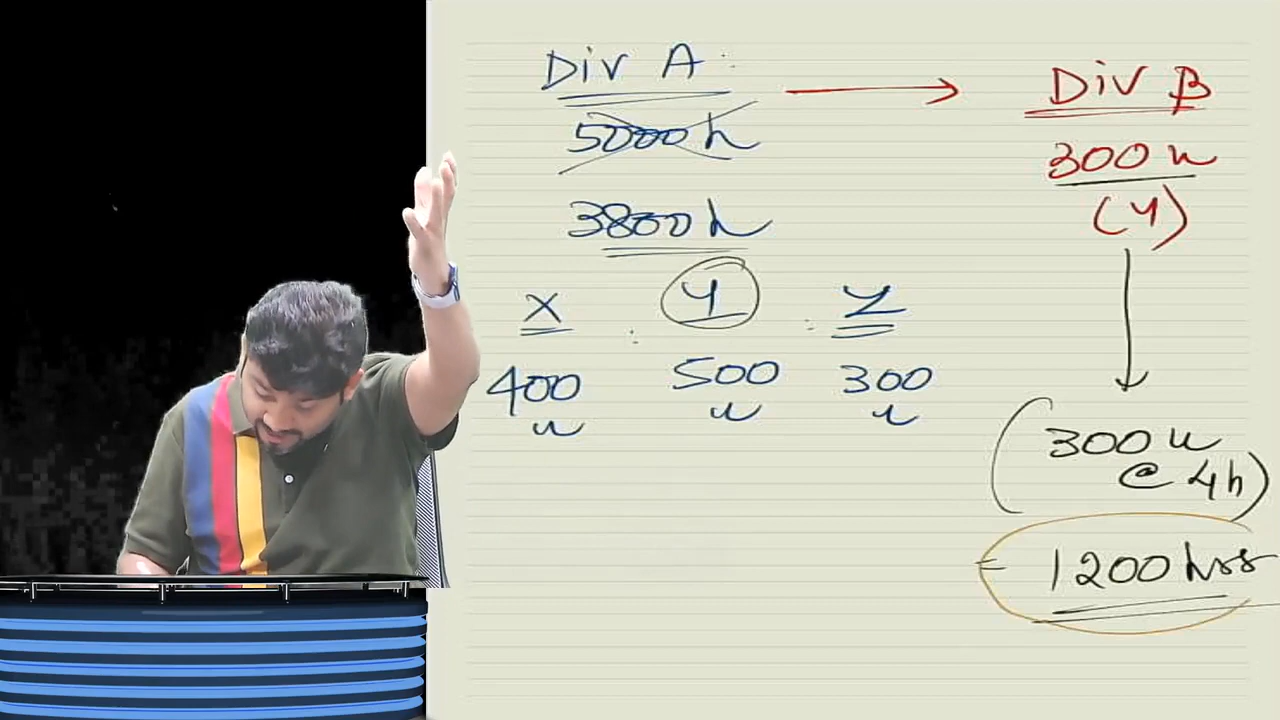 Div A
5000 h
3800 h
X : Y : Z
400 u 500 u 300 u
Div B
300 u
(Y)
(300 u
@ 4h)
= 1200 hrs